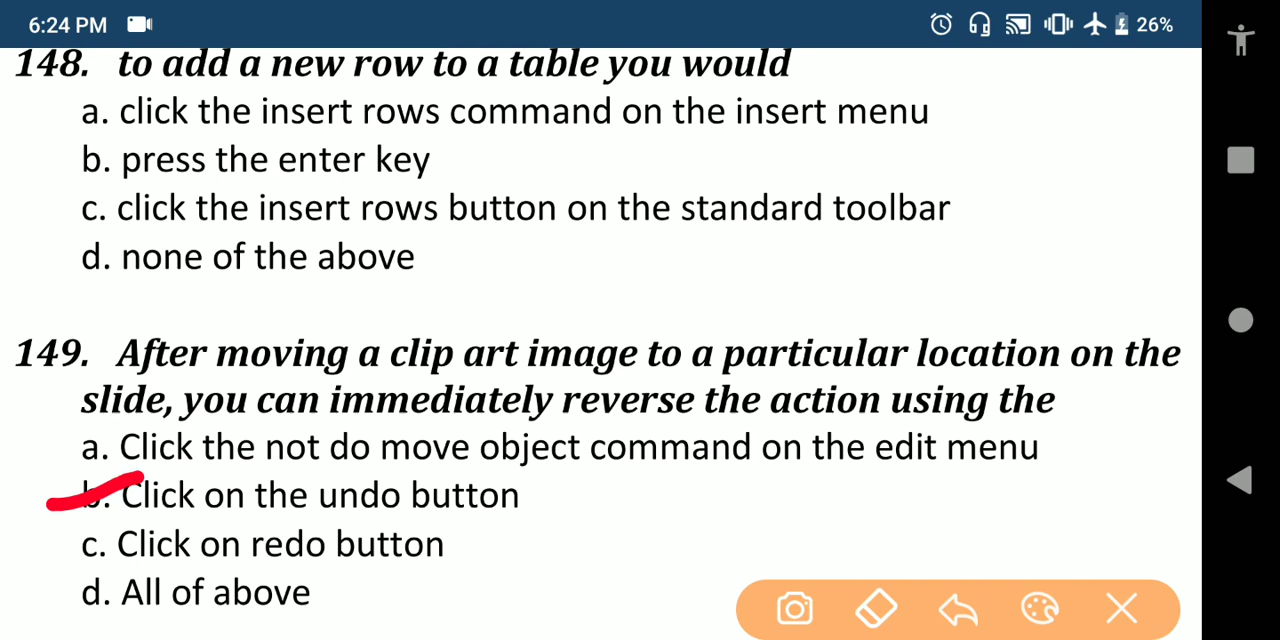 6:24 PM
26%
148. to add a new row to a table you would
a. click the insert rows command on the insert menu
b. press the enter key
c. click the insert rows button on the standard toolbar
d. none of the above
149. After moving a clip art image to a particular location on the
slide, you can immediately reverse the action using the
a. Click the not do move object command on the edit menu
b. Click on the undo button
c. Click on redo button
d. All of above